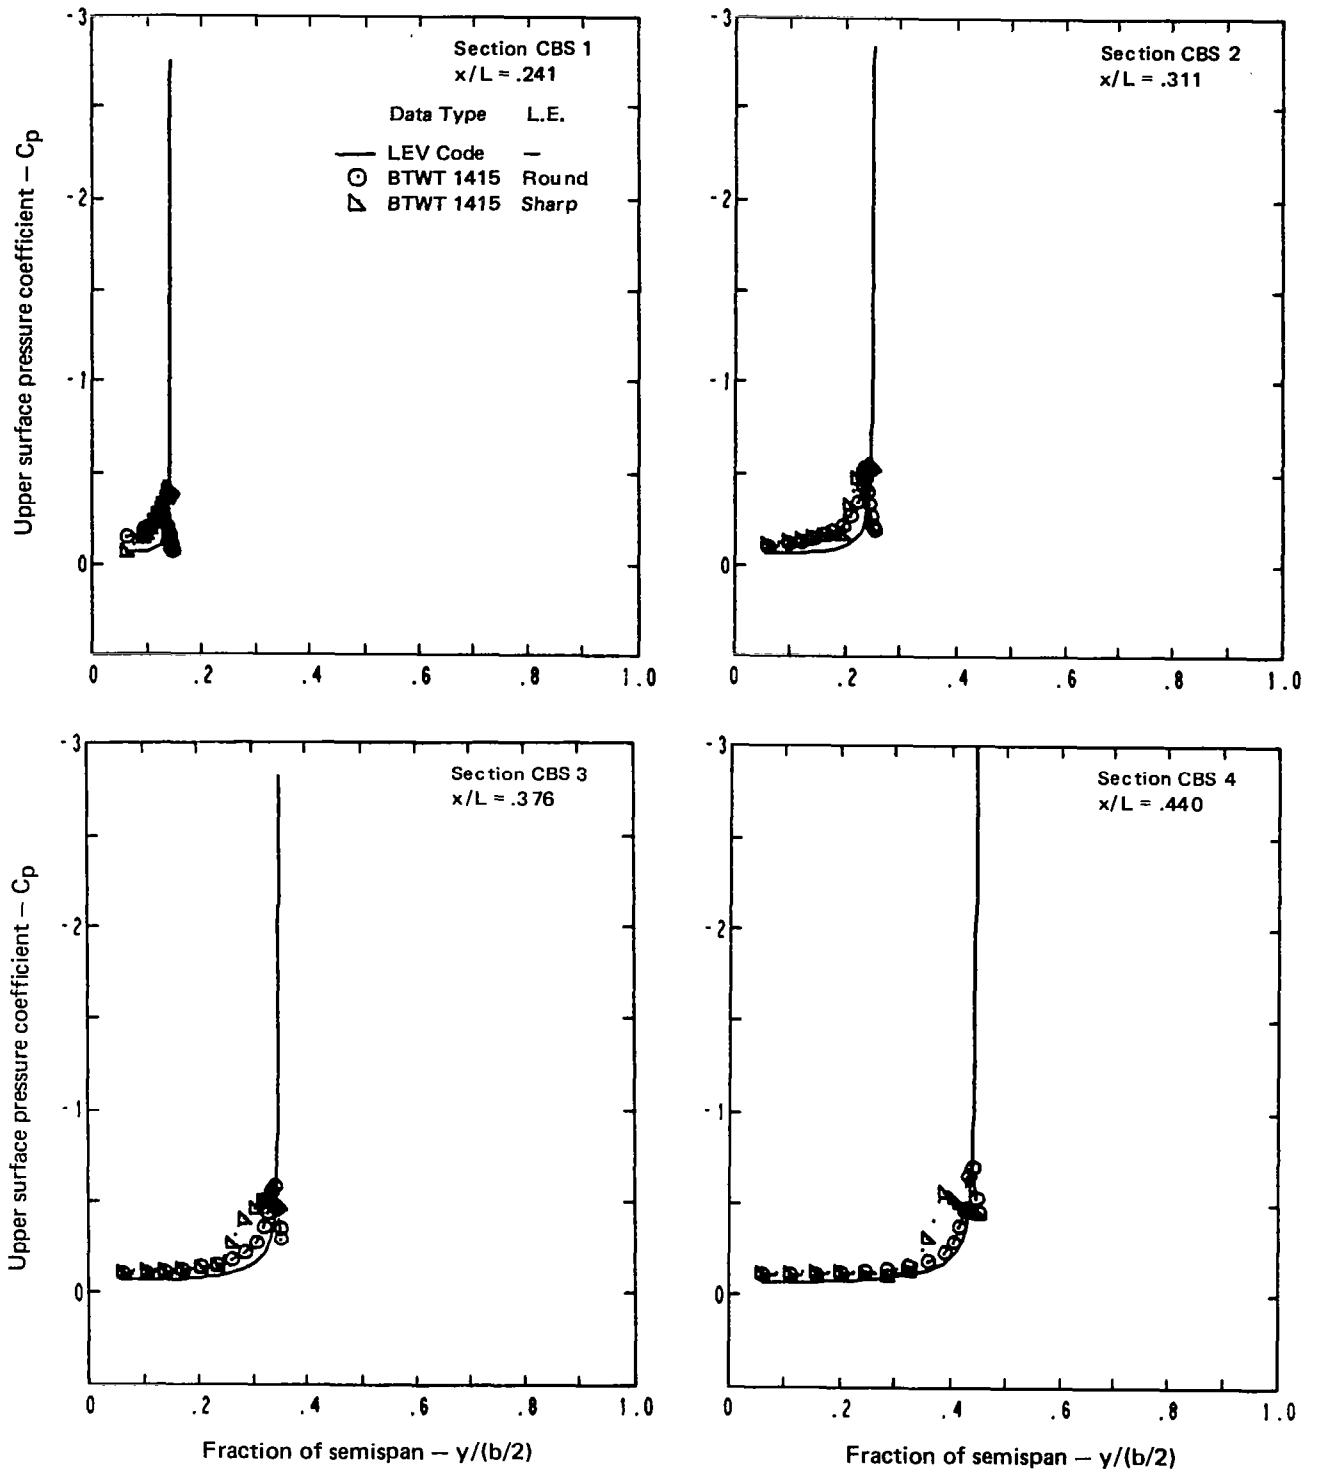 -3
-2
-1
0
Upper surface pressure coefficient — Cp
Section CBS 1
x/L = .241
Data Type L.E.
LEV Code —
BTWT 1415 Round
BTWT 1415 Sharp
0 .2 .4 .6 .8 1.0
-3
-2
-1
0
Section CBS 2
x/L = .311
0 .2 .4 .6 .8 1.0
-3
-2
-1
0
Upper surface pressure coefficient — Cp
Section CBS 3
x/L = .376
0 .2 .4 .6 .8 1.0
Fraction of semispan — y/(b/2)
-3
-2
-1
0
Section CBS 4
x/L = .440
0 .2 .4 .6 .8 1.0
Fraction of semispan — y/(b/2)